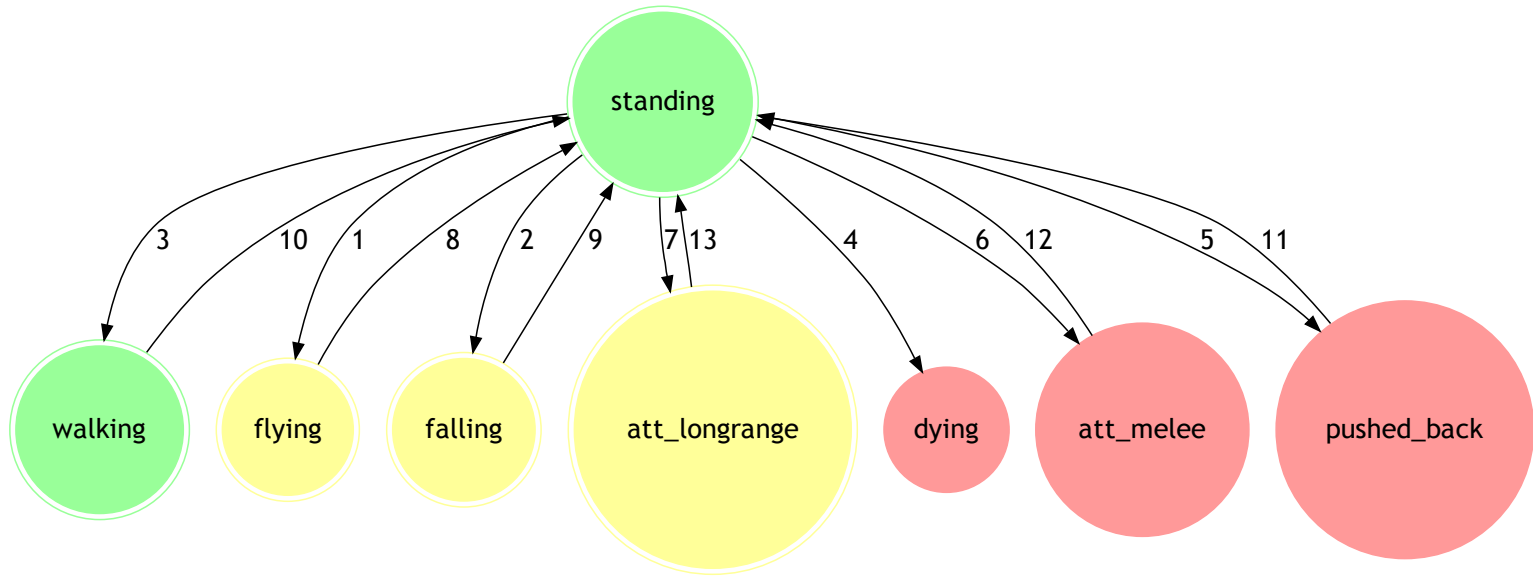 standing
3
10
1
8
2
9
7
13
4
6
12
5
11
walking
flying
falling
att_longrange
dying
att_melee
pushed_back